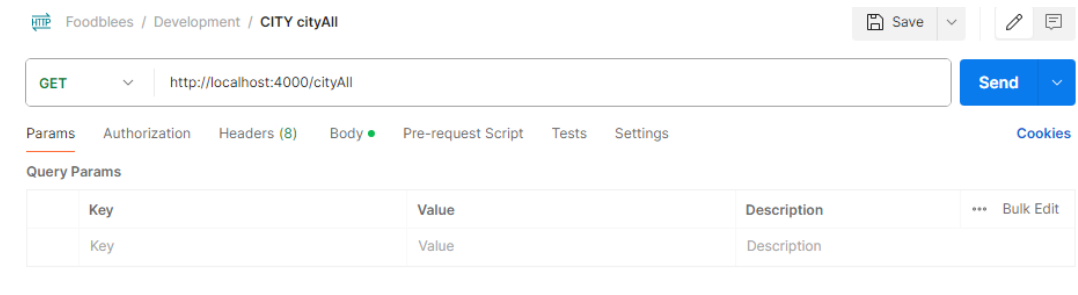 HTTP Foodblees / Development / CITY cityAll Save
GET http://localhost:4000/cityAll Send
Params Authorization Headers (8) Body Pre-request Script Tests Settings Cookies
Query Params
Key Value Description ••• Bulk Edit
Key Value Description